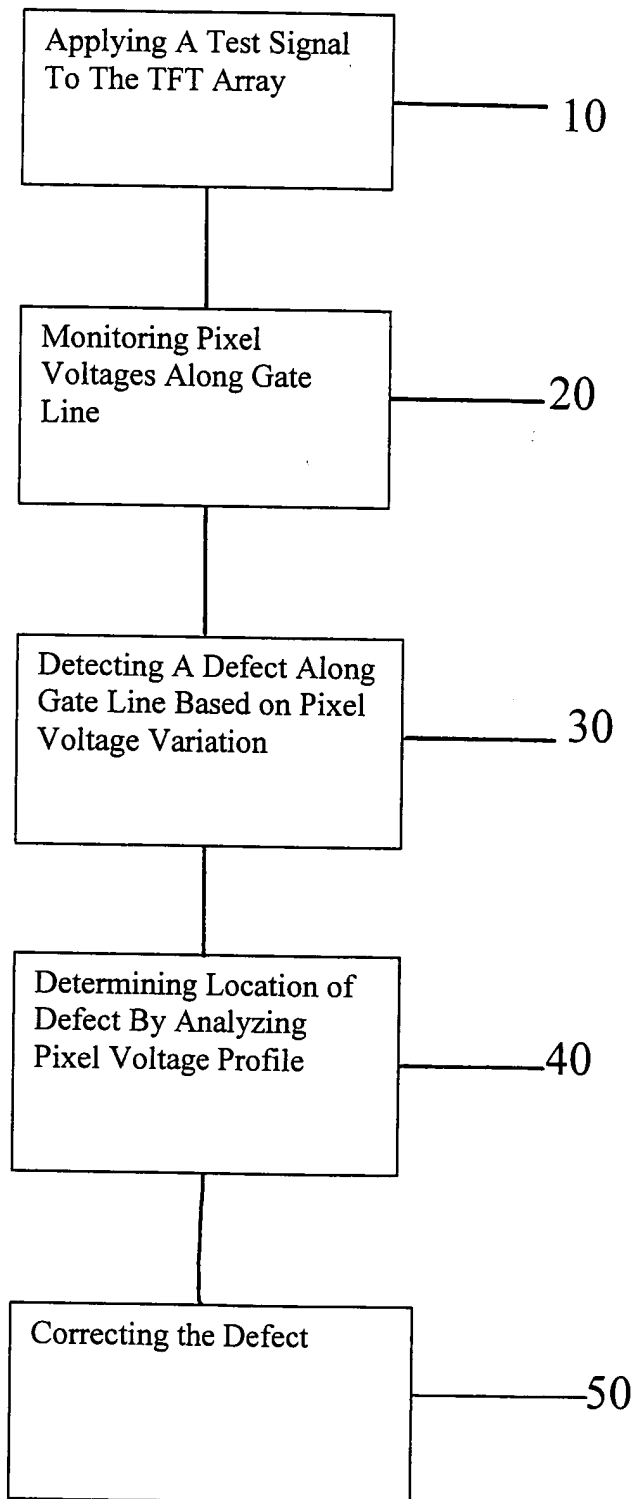 Applying A Test Signal
To The TFT Array
10
Monitoring Pixel
Voltages Along Gate
Line
20
Detecting A Defect Along
Gate Line Based on Pixel
Voltage Variation
30
Determining Location of
Defect By Analyzing
Pixel Voltage Profile
40
Correcting the Defect
50